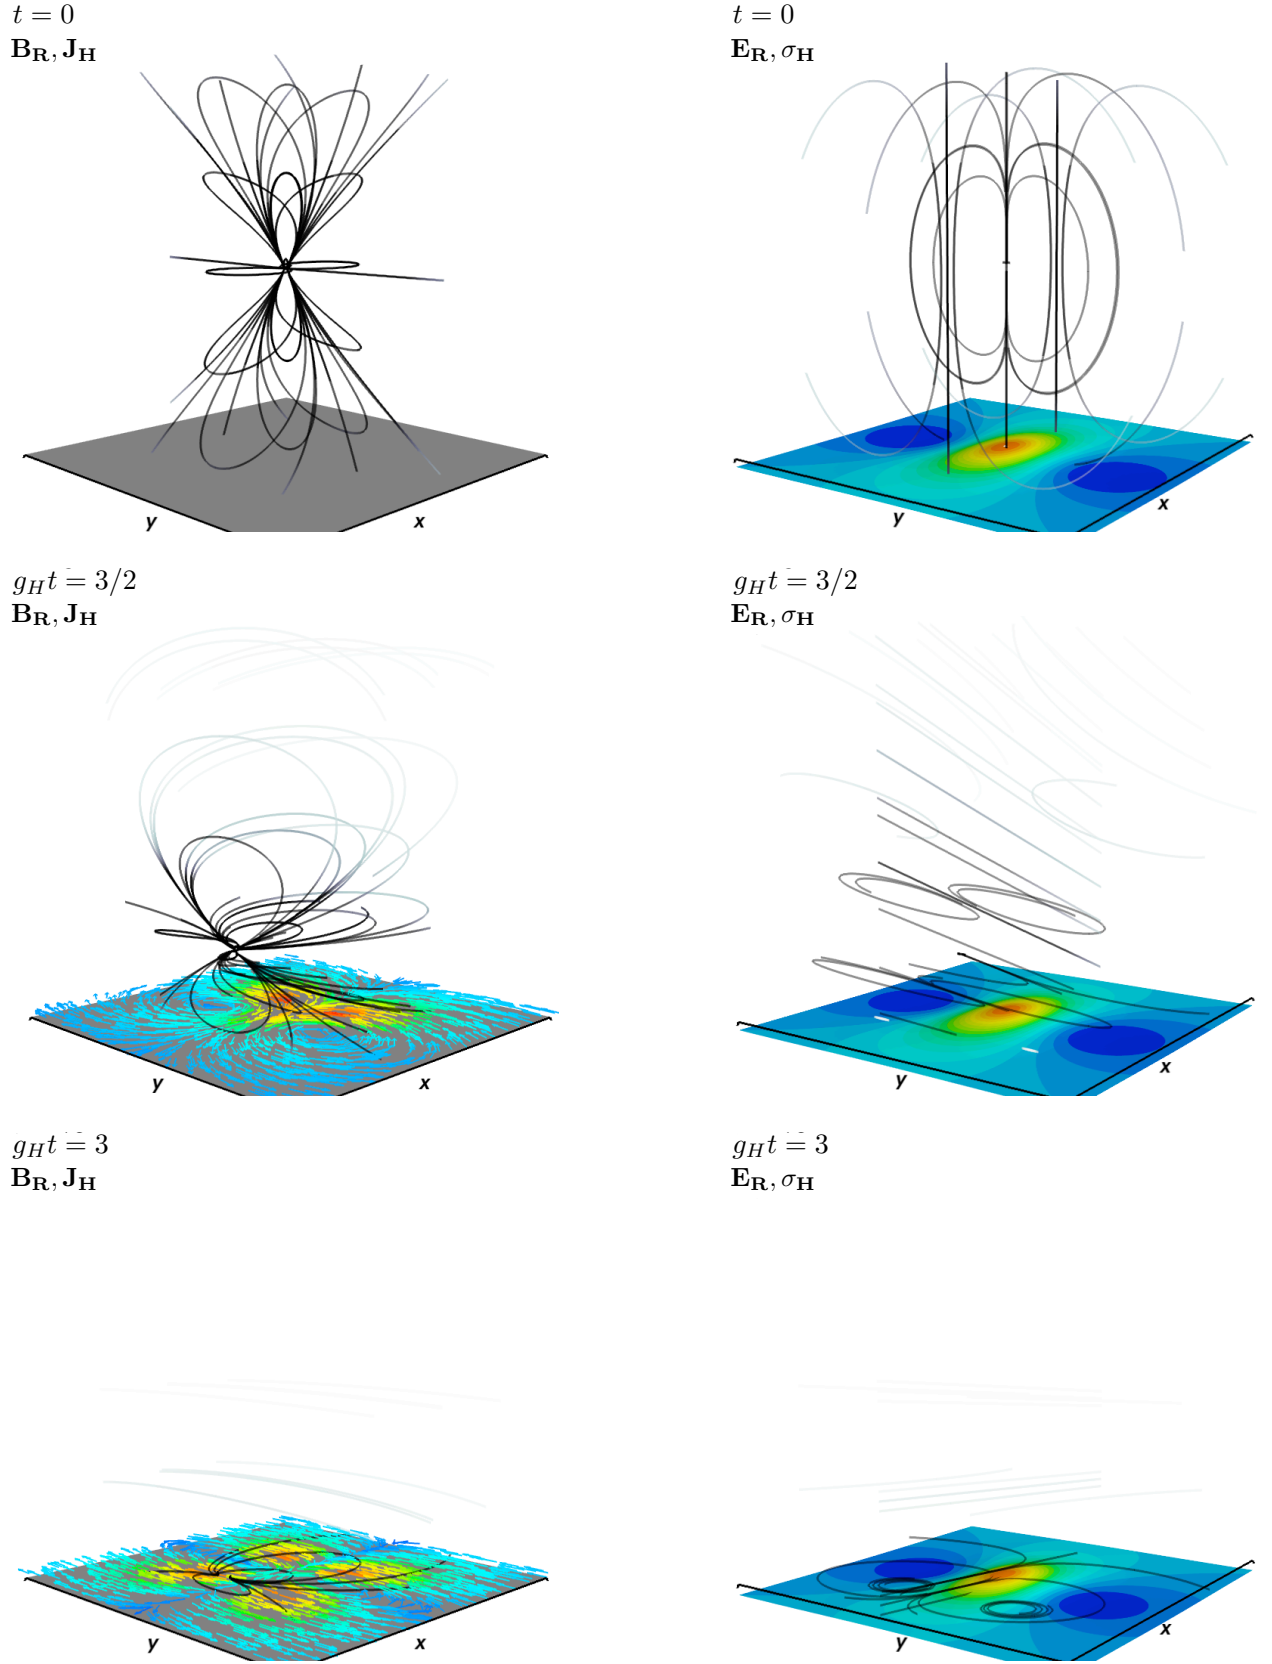 t = 0
B_R, J_H
y
x
t = 0
E_R, σ_H
y
x
g_H t = 3/2
B_R, J_H
y
x
g_H t = 3/2
E_R, σ_H
y
x
g_H t = 3
B_R, J_H
y
x
g_H t = 3
E_R, σ_H
y
x